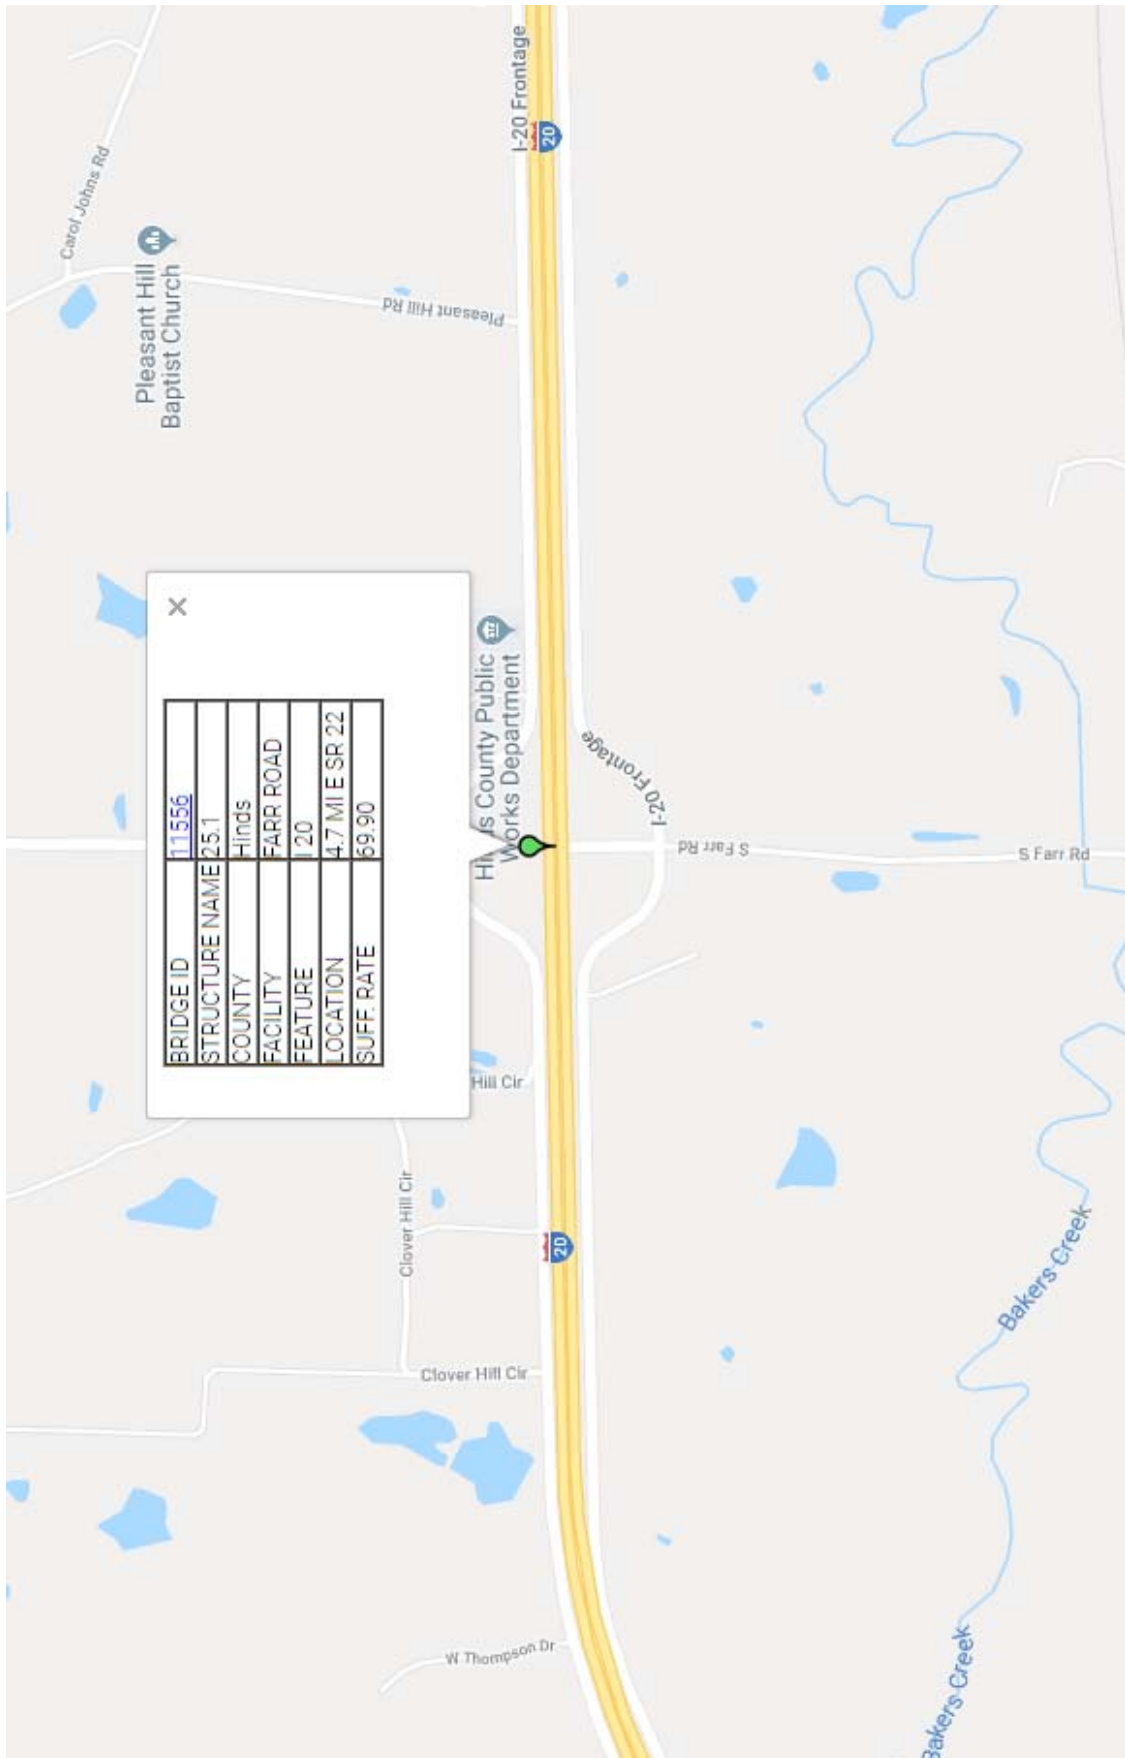 Carol Johns Rd
Pleasant Hill
Baptist Church
×
BRIDGE ID 11556
STRUCTURE NAME 25.1
COUNTY Hinds
FACILITY FARR ROAD
FEATURE I 20
LOCATION 4.7 MI E SR 22
SUFF. RATE 69.90
Clover Hill Cir
Pleasant Hill Rd
Clover Hill Cir
Hill Cir
County Public
Works Department
W Thompson Dr
I-20 Frontage
20
20
I-20 Frontage
S Farr Rd
S Farr Rd
Bakers Creek
Bakers Creek